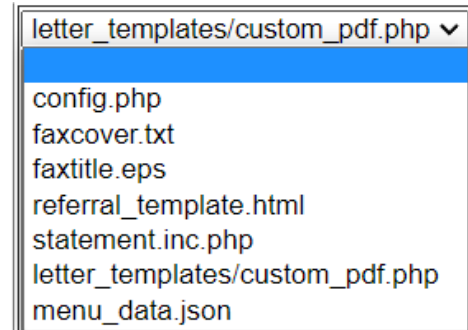 letter_templates/custom_pdf.php
config.php
faxcover.txt
faxtitle.eps
referral_template.html
statement.inc.php
letter_templates/custom_pdf.php
menu_data.json